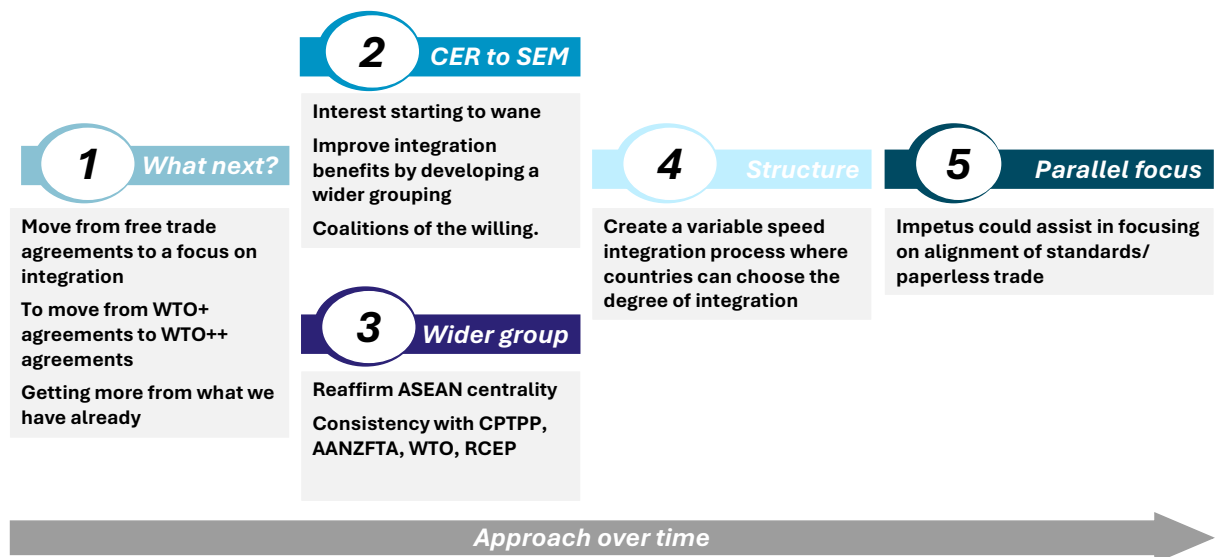 1
What next?
Move from free trade
agreements to a focus on
integration
To move from WTO+
agreements to WTO++
agreements
Getting more from what we
have already
2
CER to SEM
Interest starting to wane
Improve integration
benefits by developing a
wider grouping
Coalitions of the willing.
3
Wider group
Reaffirm ASEAN centrality
Consistency with CPTPP,
AANZFTA, WTO, RCEP
4
Structure
Create a variable speed
integration process where
countries can choose the
degree of integration
5
Parallel focus
Impetus could assist in focusing
on alignment of standards/
paperless trade
Approach over time